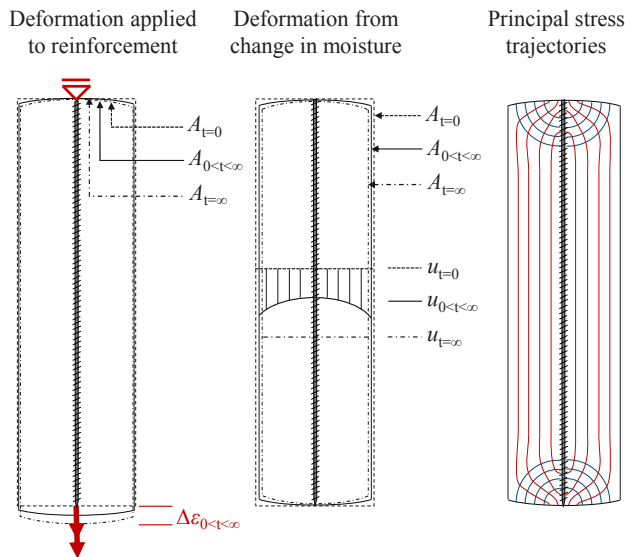 Deformation applied
to reinforcement
Deformation from
change in moisture
Principal stress
trajectories
A_{t=0}
A_{0<t<∞}
A_{t=∞}
Δε_{0<t<∞}
A_{t=0}
A_{0<t<∞}
A_{t=∞}
u_{t=0}
u_{0<t<∞}
u_{t=∞}